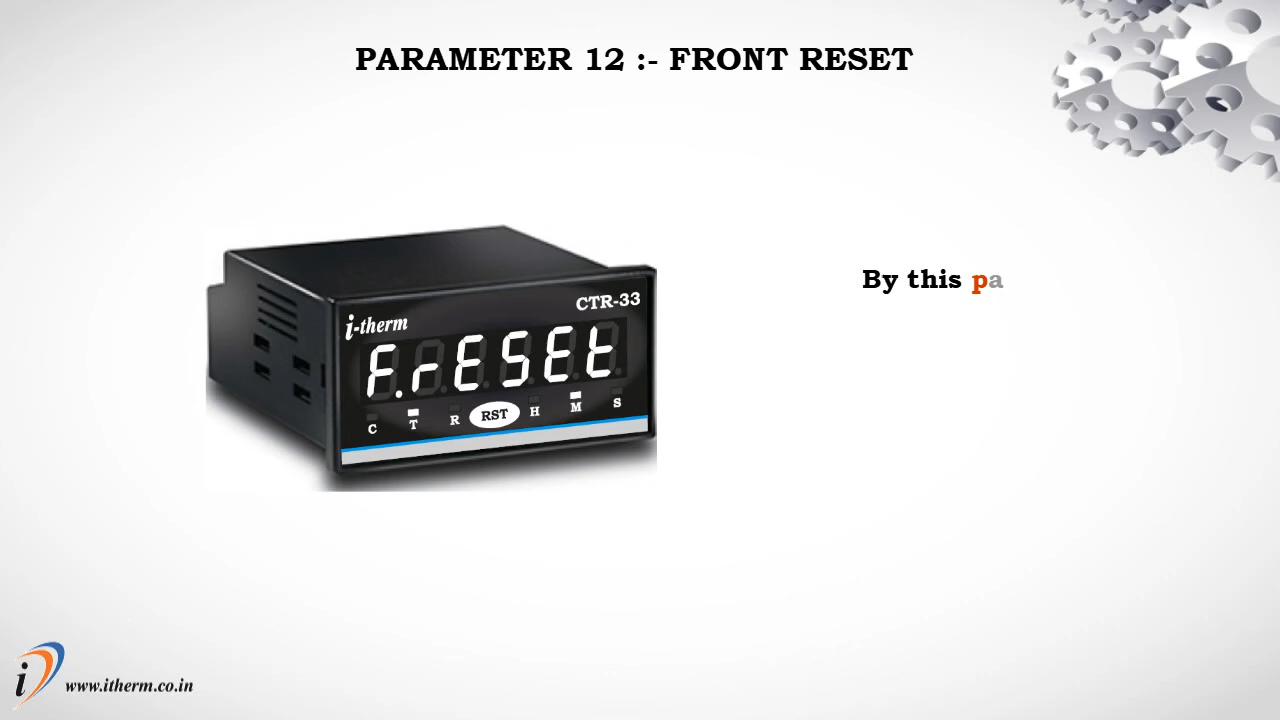 PARAMETER 12 :- FRONT RESET
By this pa
CTR-33
i-therm
F.rESEt
C T R RST H M S
www.itherm.co.in